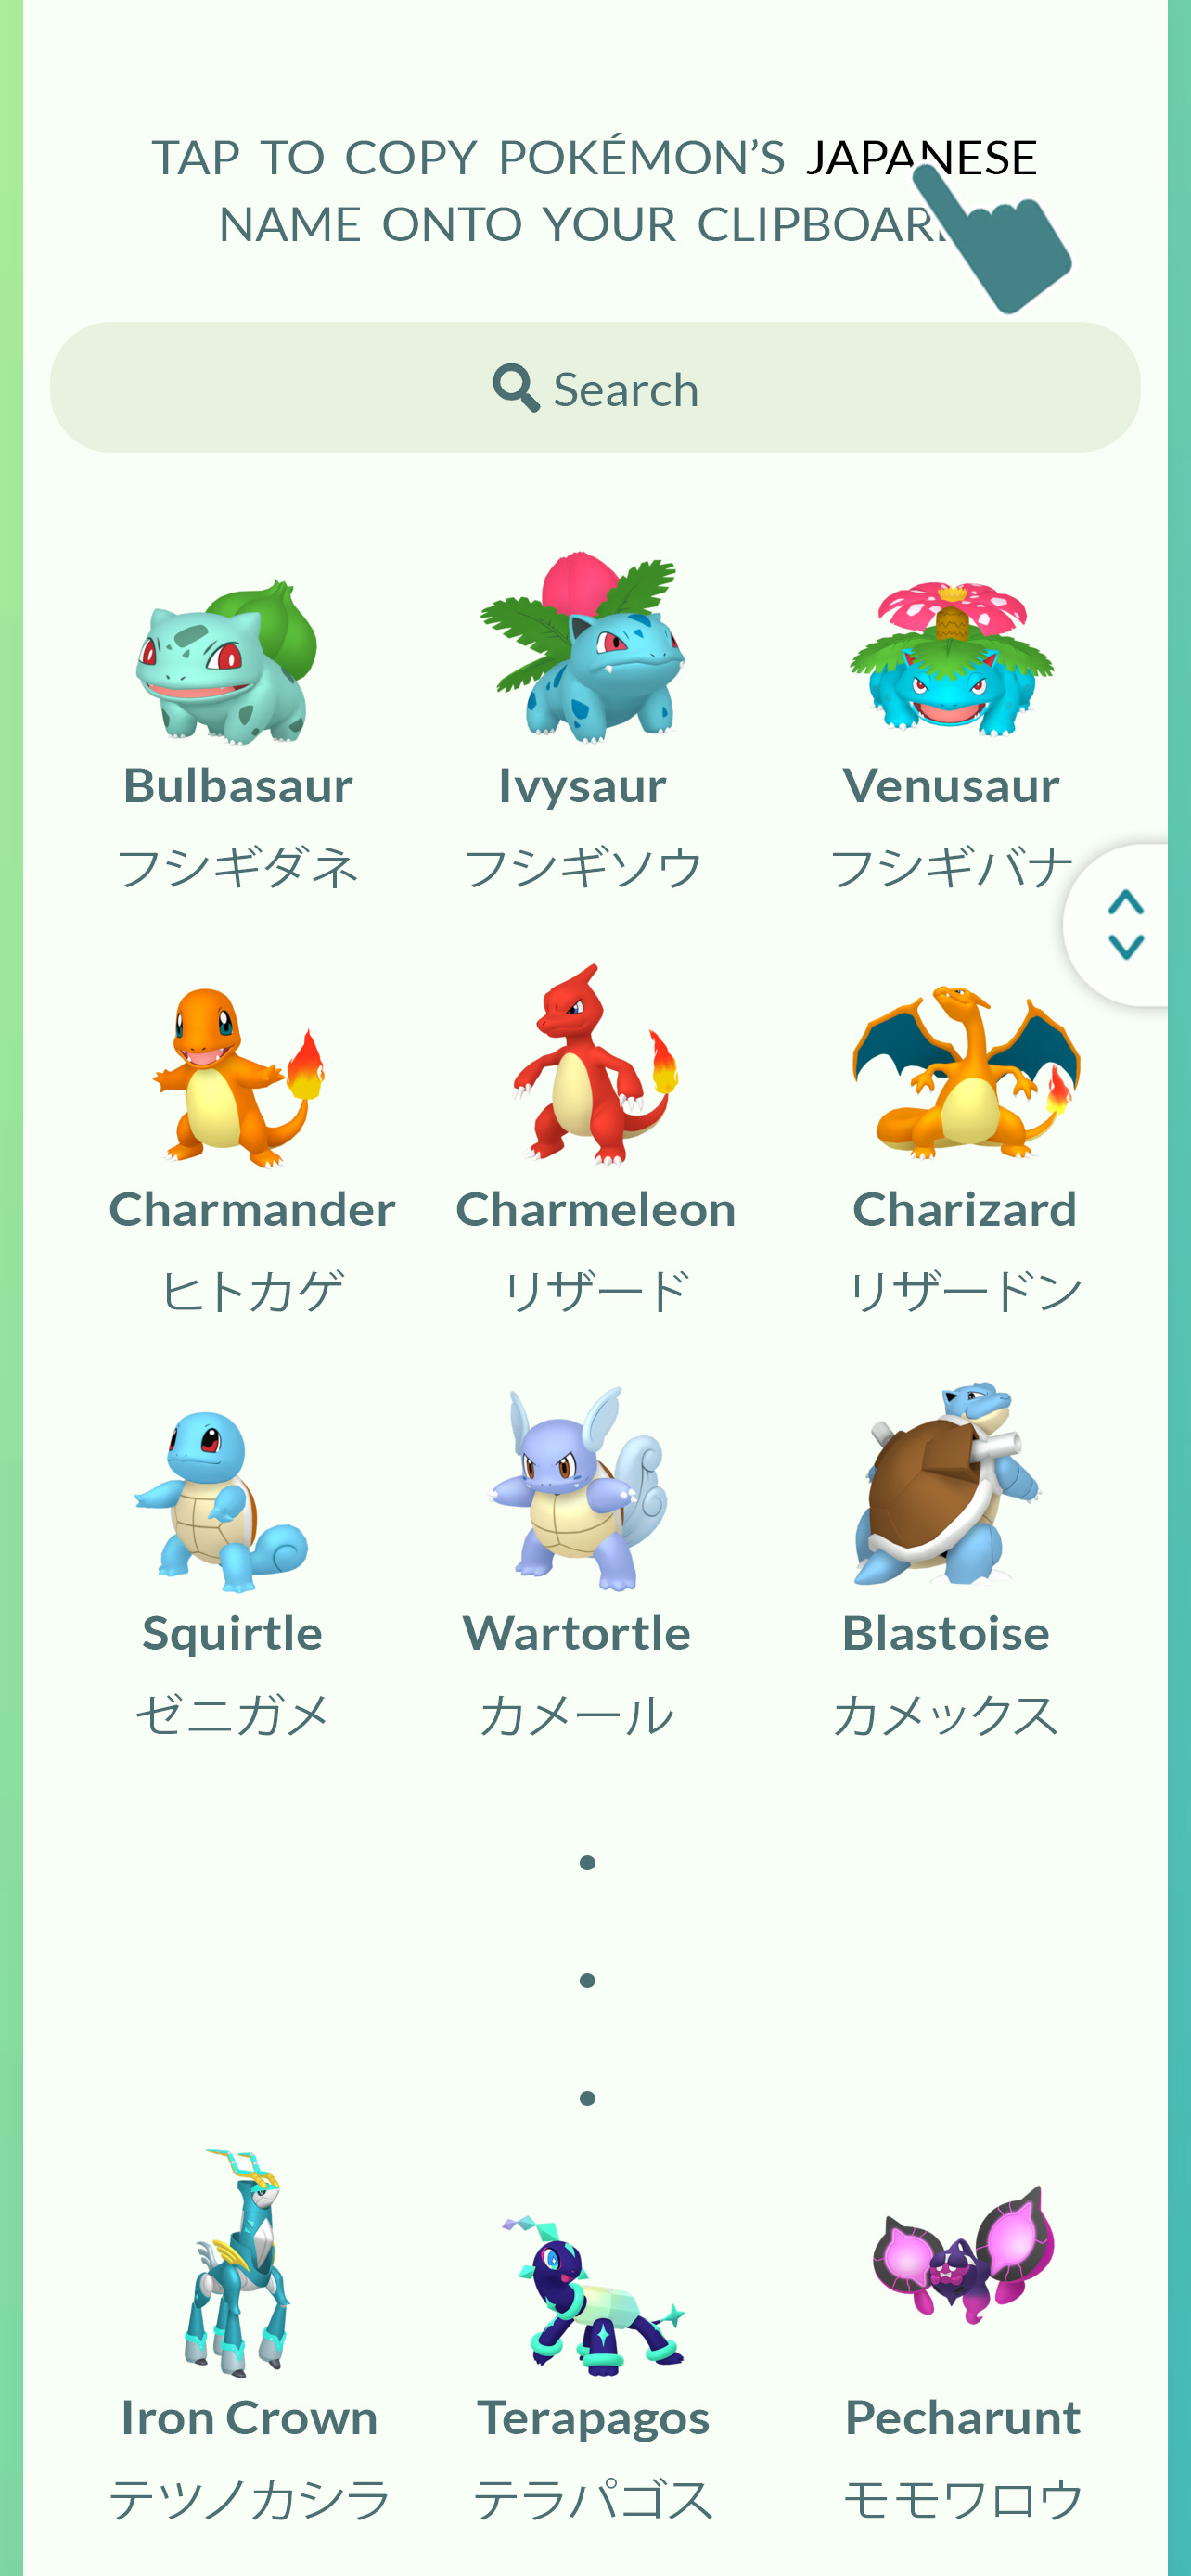 TAP TO COPY POKÉMON’S JAPANESE
NAME ONTO YOUR
Search
Bulbasaur Ivysaur Venusaur
フシギダネ フシギソウ フシギバナ
Charmander Charmeleon Charizard
ヒトカゲ リザード リザードン
Squirtle Wartortle Blastoise
ゼニガメ カメール カメックス
Iron Crown Terapagos Pecharunt
テツノカシラ テラパゴス モモワロウ